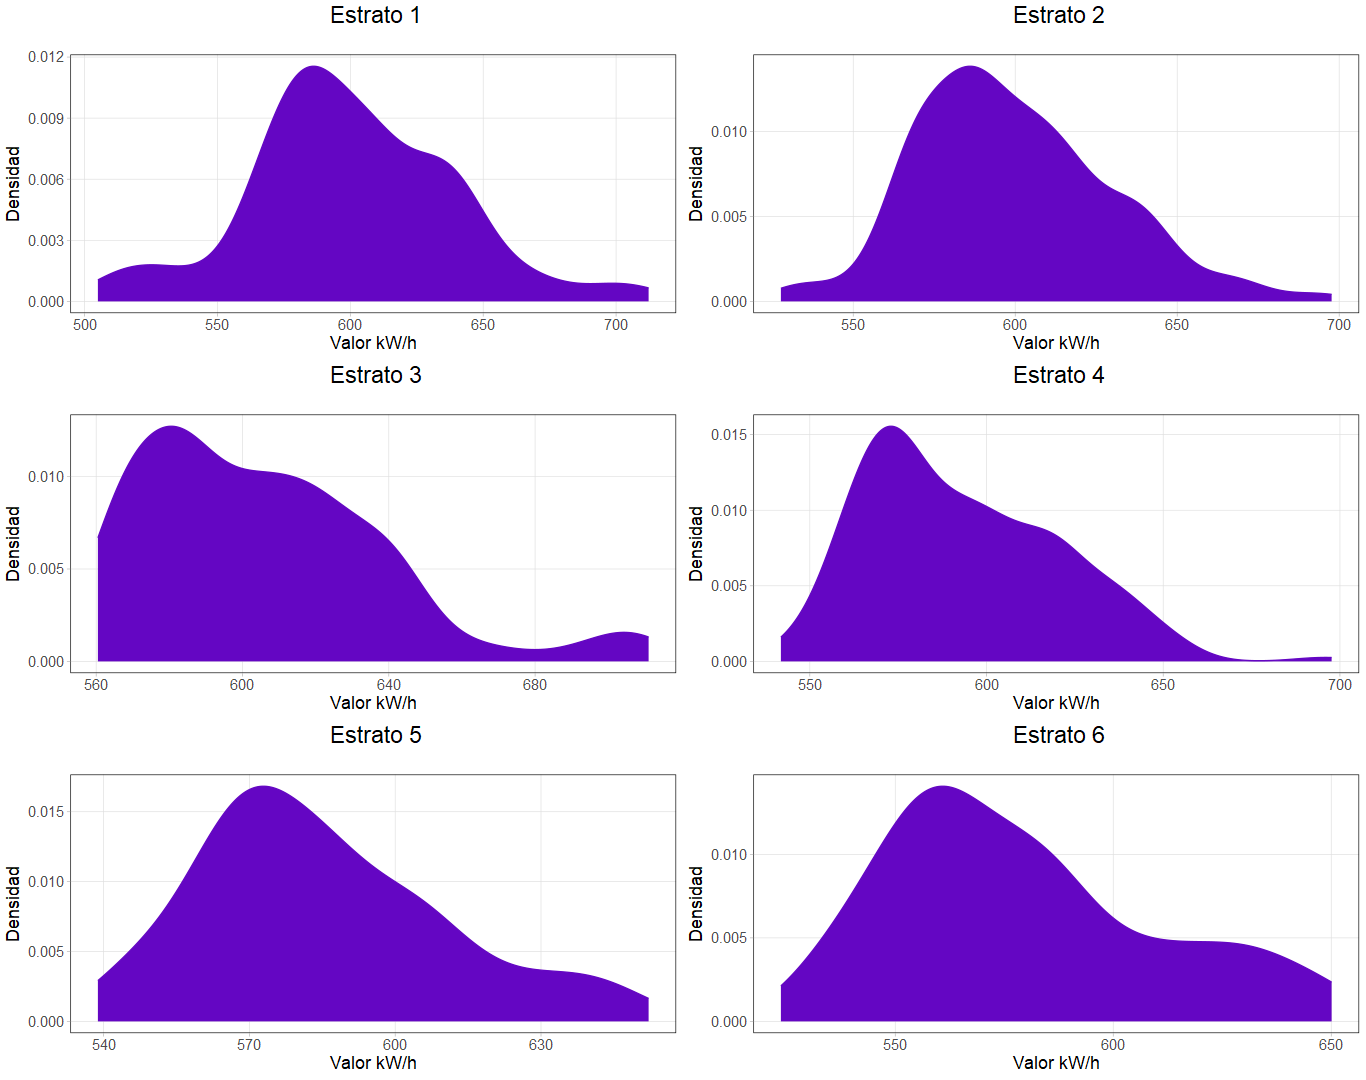 Estrato 1
Densidad
0.012
0.009
0.006
0.003
0.000
500 550 600 650 700
Valor kW/h
Estrato 2
Densidad
0.010
0.005
0.000
550 600 650 700
Valor kW/h
Estrato 3
Densidad
0.010
0.005
0.000
560 600 640 680
Valor kW/h
Estrato 4
Densidad
0.015
0.010
0.005
0.000
550 600 650 700
Valor kW/h
Estrato 5
Densidad
0.015
0.010
0.005
0.000
540 570 600 630
Valor kW/h
Estrato 6
Densidad
0.010
0.005
0.000
550 600 650
Valor kW/h